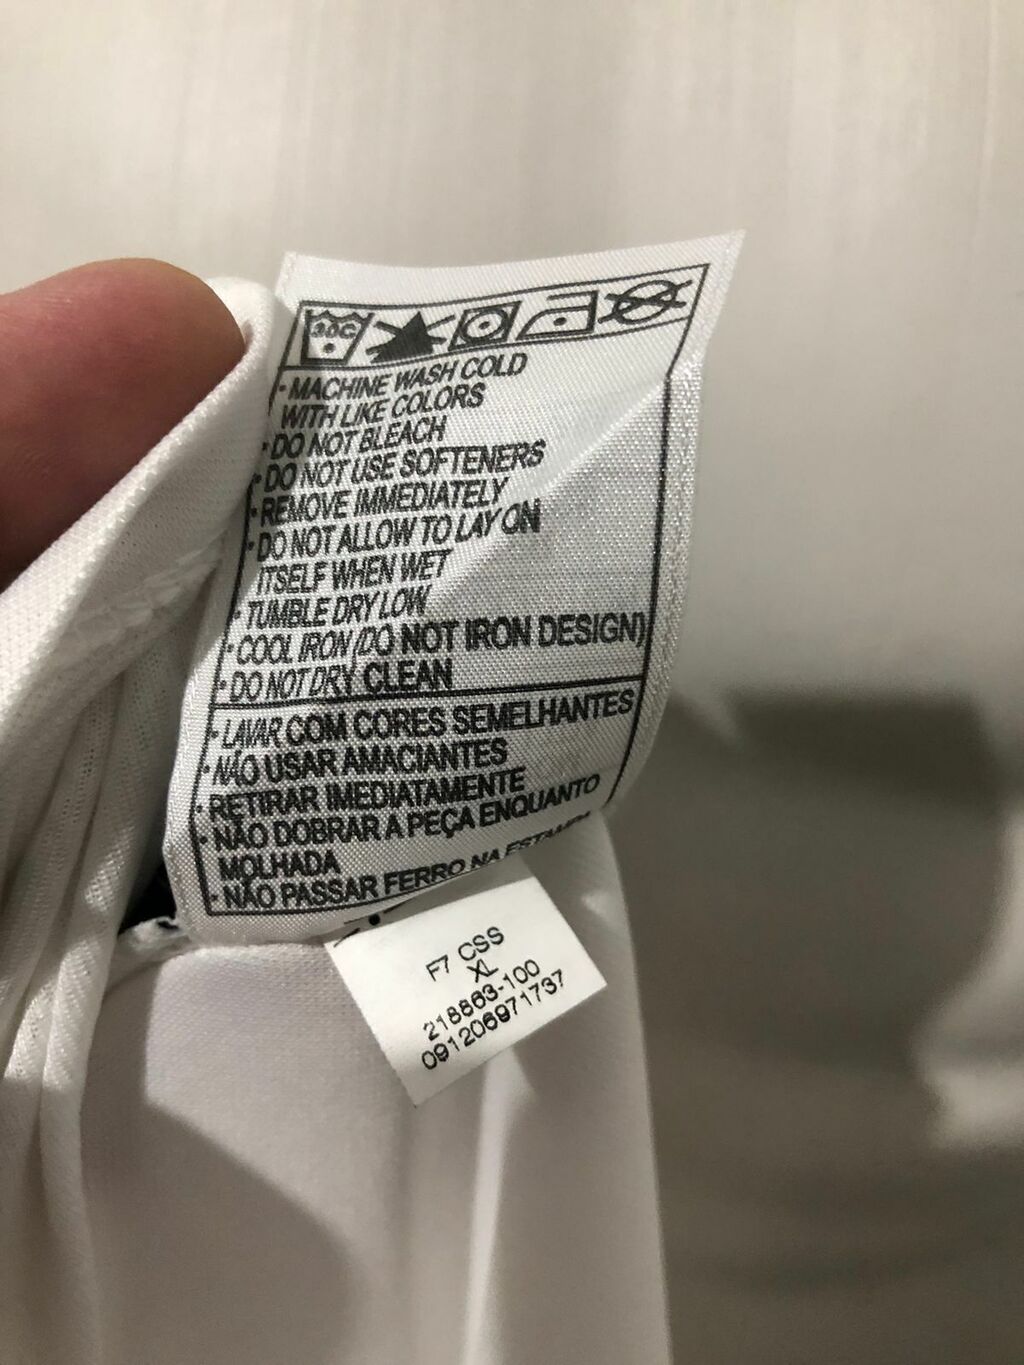 30C
· MACHINE WASH COLD
WITH LIKE COLORS
· DO NOT BLEACH
· DO NOT USE SOFTENERS
· REMOVE IMMEDIATELY
· DO NOT ALLOW TO LAY ON
ITSELF WHEN WET
· TUMBLE DRY LOW
· COOL IRON (DO NOT IRON DESIGN)
· DO NOT DRY CLEAN
· LAVAR COM CORES SEMELHANTES
· NÃO USAR AMACIANTES
· RETIRAR IMEDIATAMENTE
· NÃO DOBRAR A PEÇA ENQUANTO
MOLHADA
· NÃO PASSAR FERRO NA ESTAMPA
F7 CSS
XL
218863-100
091206971737